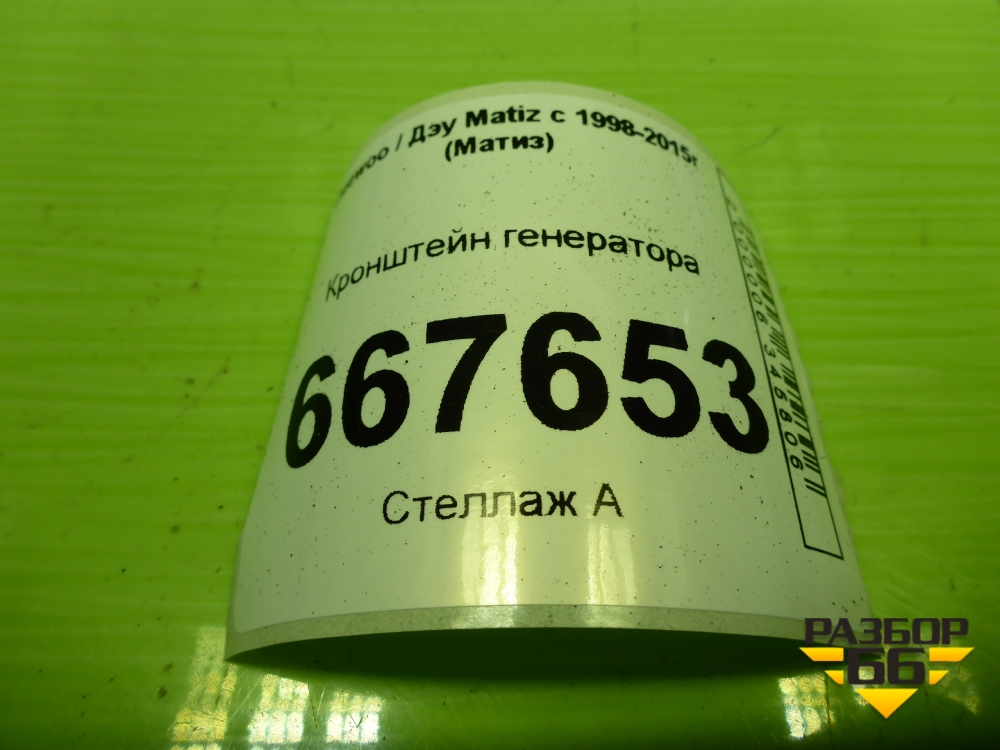 / Дэу Matiz с 1998-2015г
(Матиз)
Кронштейн генератора
667653
Стеллаж А
РАЗБОР
66